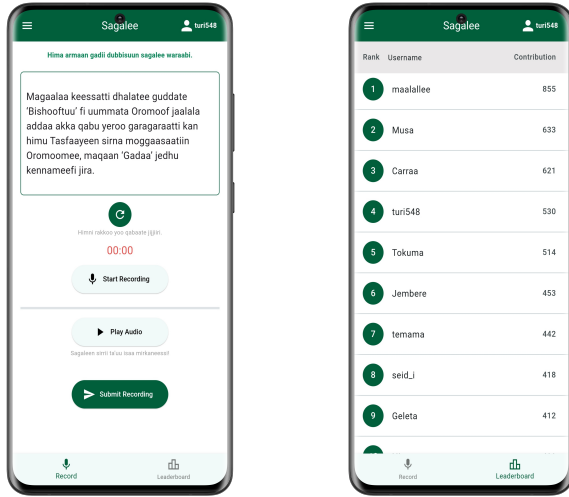 Sagalee
turi548
Hima armaan gadii dubbisuun sagalee waraabi.
Magaalaa keessatti dhalatee guddate
‘Bishooftuu’ fi uummata Oromoof jaalala
addaa akka qabu yeroo garagaraatti kan
himu Tasfaayeen sirna moggaasaatiin
Oromoomee, maqaan ‘Gadaa’ jedhu
kennameefi jira.
Himni rakkoo yoo qabaate jijjiiri.
00:00
Start Recording
Play Audio
Sagaleen sirrii ta'uu isaa mirkaneessi!
Submit Recording
Record
Leaderboard
Sagalee
turi548
Rank Username Contribution
1 maalallee 855
2 Musa 633
3 Carraa 621
4 turi548 530
5 Tokuma 514
6 Jembere 453
7 temama 442
8 seid_i 418
9 Geleta 412
Record
Leaderboard